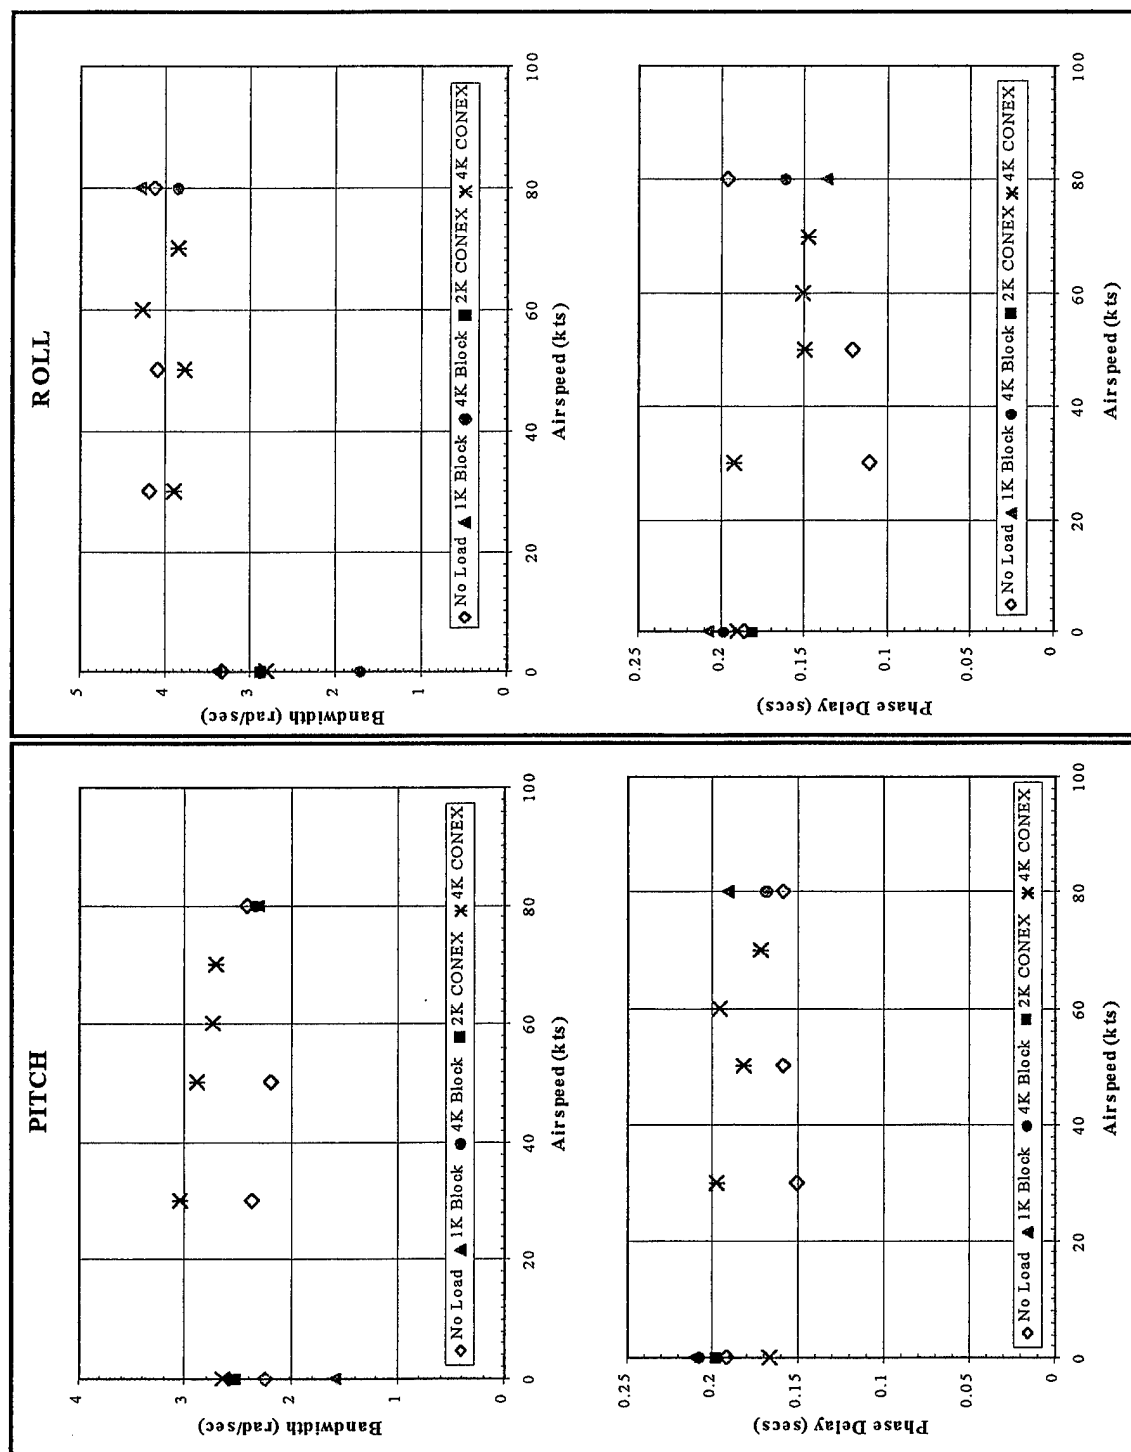 PITCH
4
3
2
1
0
Bandwidth (rad/sec)
0
20
40
60
80
100
Airspeed (kts)
No Load
1K Block
4K Block
2K CONEX
4K CONEX
0.25
0.2
0.15
0.1
0.05
0
Phase Delay (secs)
0
20
40
60
80
100
Airspeed (kts)
No Load
1K Block
4K Block
2K CONEX
4K CONEX
ROLL
5
4
3
2
1
0
Bandwidth (rad/sec)
0
20
40
60
80
100
Airspeed (kts)
No Load
1K Block
4K Block
2K CONEX
4K CONEX
0.25
0.2
0.15
0.1
0.05
0
Phase Delay (secs)
0
20
40
60
80
100
Airspeed (kts)
No Load
1K Block
4K Block
2K CONEX
4K CONEX